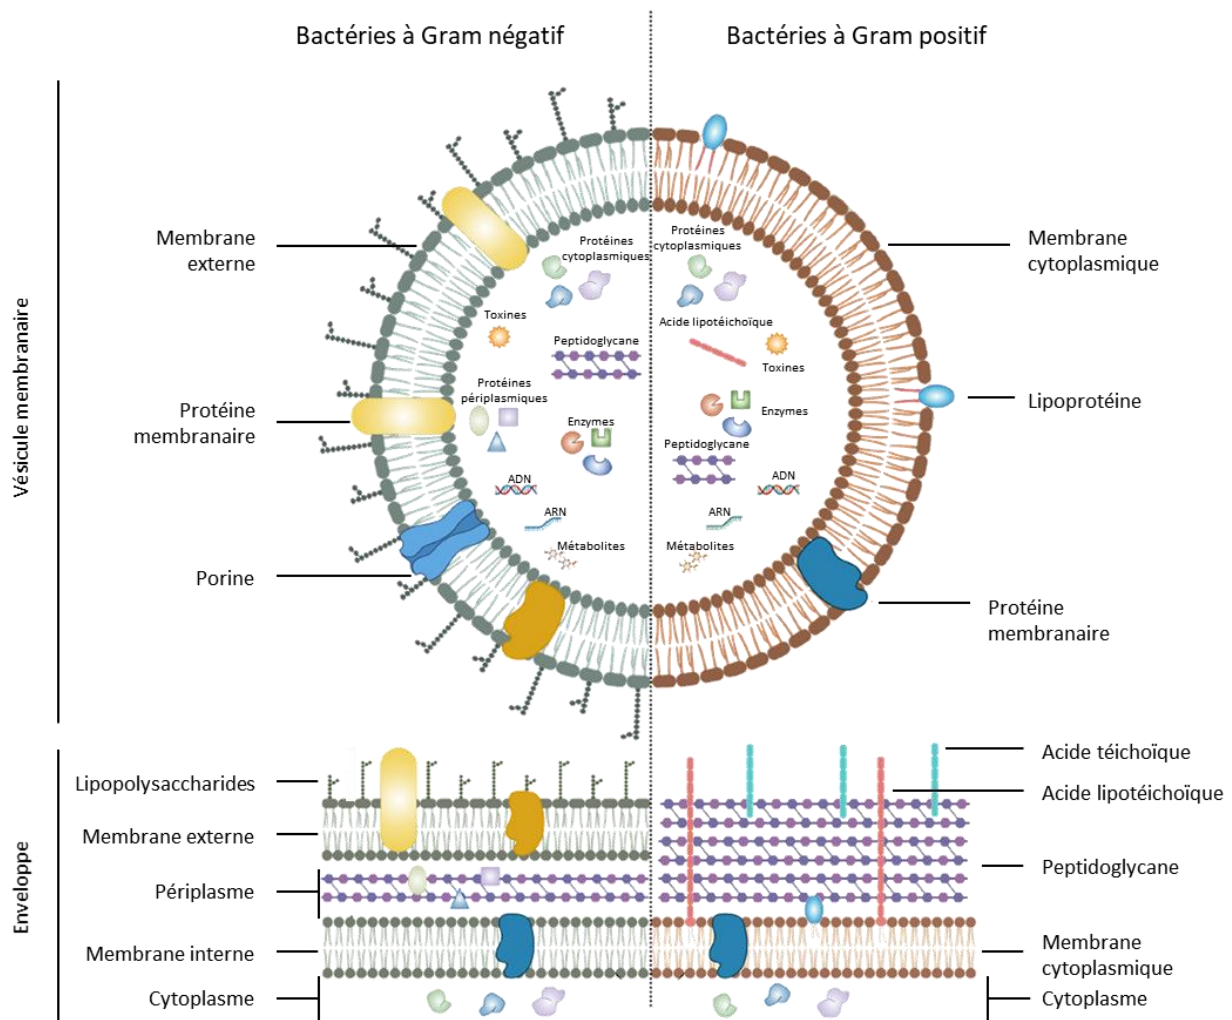 Bactéries à Gram négatif
Bactéries à Gram positif
Vésicule membranaire
Membrane
externe
Protéine
membranaire
Porine
Protéines
cytoplasmiques
Toxines
Peptidoglycane
Protéines
périplasmiques
Enzymes
ADN
ARN
Métabolites
Protéines
cytoplasmiques
Acide lipotéichoïque
Toxines
Enzymes
Peptidoglycane
ADN
ARN
Métabolites
Membrane
cytoplasmique
Lipoprotéine
Protéine
membranaire
Enveloppe
Lipopolysaccharides
Membrane externe
Périplasme
Membrane interne
Cytoplasme
Acide téichoïque
Acide lipotéichoïque
Peptidoglycane
Membrane
cytoplasmique
Cytoplasme